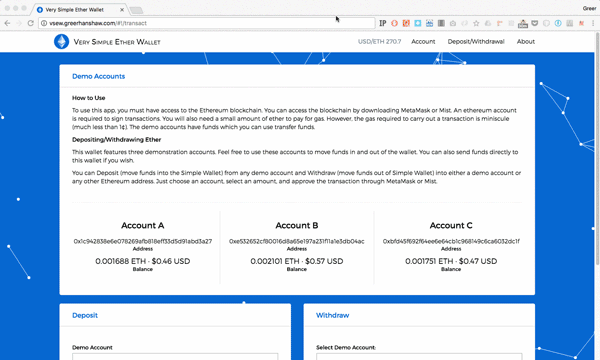 Very Simple Ether Wallet
Greer
vsew.greerhanshaw.com/#!/transact
VERY SIMPLE ETHER WALLET
USD/ETH 270.7 Account Deposit/Withdrawal About
Demo Accounts
How to Use
To use this app, you must have access to the Ethereum blockchain. You can access the blockchain by downloading MetaMask or Mist. An ethereum account
is required to sign transactions. You will also need a small amount of ether to pay for gas. However, the gas required to carry out a transaction is miniscule
(much less than 1¢). The demo accounts have funds which you can use transfer funds.
Depositing/Withdrawing Ether
This wallet features three demonstration accounts. Feel free to use these accounts to move funds in and out of the wallet. You can also send funds directly to
this wallet if you wish.
You can Deposit (move funds into the Simple Wallet) from any demo account and Withdraw (move funds out of Simple Wallet) into either a demo account or
any other Ethereum address. Just choose an account, select an amount, and approve the transaction through MetaMask or Mist.
Account A
0x1c942838e6e078269afb818eff33d5d91abd3a27
Address
0.001688 ETH · $0.46 USD
Balance
Account B
0xe532652cf80016d8a65e197a231f1a1e3db04ac
Address
0.002101 ETH · $0.57 USD
Balance
Account C
0xbfd45f692f64ee6e64cb1c968149c6ca6032dc1f
Address
0.001751 ETH · $0.47 USD
Balance
Deposit
Demo Account
Withdraw
Select Demo Account: